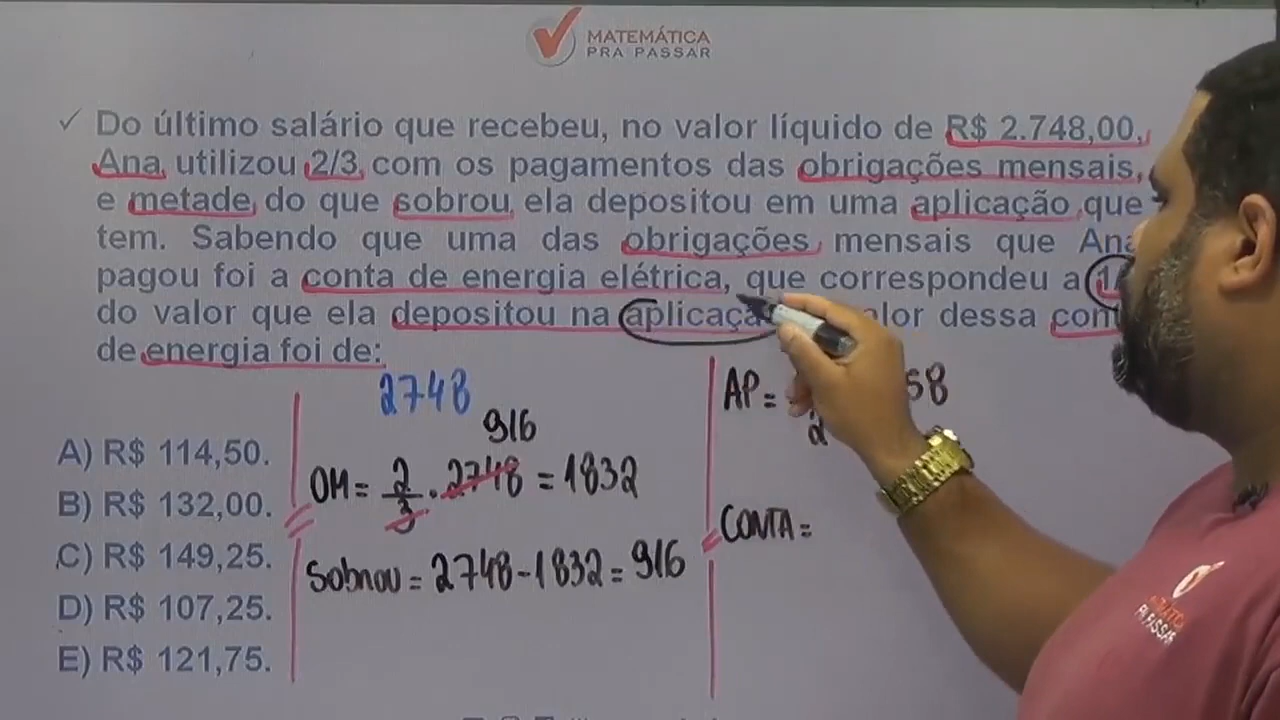 MATEMÁTICA
PRA PASSAR
✓ Do último salário que recebeu, no valor líquido de R$ 2.748,00,
Ana utilizou 2/3 com os pagamentos das obrigações mensais,
e metade do que sobrou ela depositou em uma aplicação que
tem. Sabendo que uma das obrigações mensais que Ana
pagou foi a conta de energia elétrica, que correspondeu a
do valor que ela depositou na dessa
de energia foi de:
A) R$ 114,50.
B) R$ 132,00.
C) R$ 149,25.
D) R$ 107,25.
E) R$ 121,75.
2748
916
OM = 2/3 . 2748 = 1832
Sobrou = 2748 - 1832 = 916
AP = 58
2
CONTA =